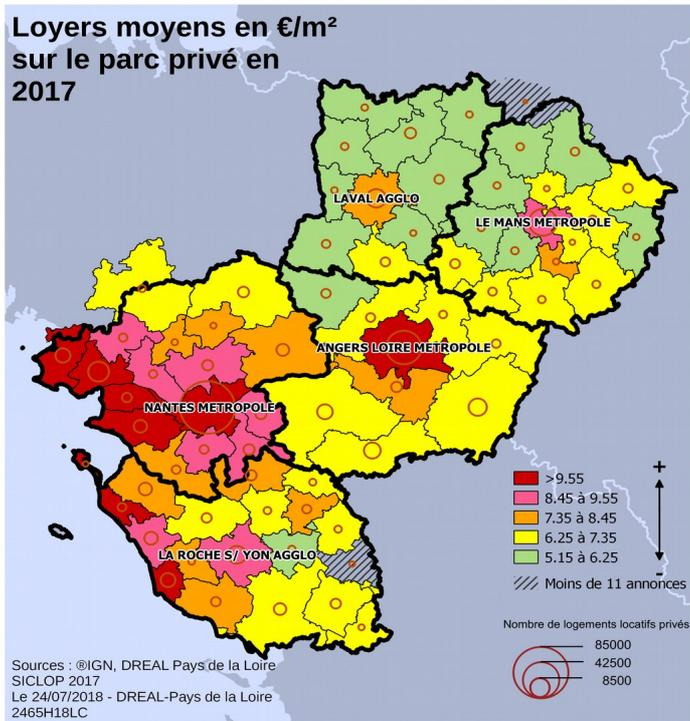 Loyers moyens en €/m²
sur le parc privé en
2017
LAVAL AGGLO
LE MANS METROPOLE
ANGERS LOIRE METROPOLE
NANTES METROPOLE
LA ROCHE S/ YON AGGLO
+
>9.55
8.45 à 9.55
7.35 à 8.45
6.25 à 7.35
5.15 à 6.25
-
Moins de 11 annonces
Nombre de logements locatifs privés
85000
42500
8500
Sources : ®IGN, DREAL Pays de la Loire
SICLOP 2017
Le 24/07/2018 - DREAL-Pays de la Loire
2465H18LC